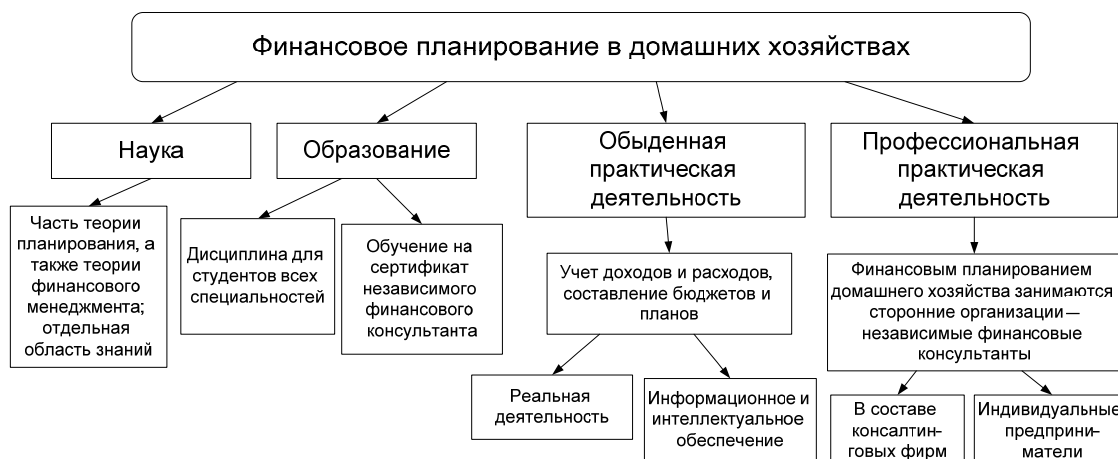 Финансовое планирование в домашних хозяйствах
Наука
Образование
Обыденная
практическая
деятельность
Профессиональная
практическая
деятельность
Часть теории
планирования, а
также теории
финансового
менеджмента;
отдельная
область знаний
Дисциплина для
студентов всех
специальностей
Обучение на
сертификат
независимого
финансового
консультанта
Учет доходов и расходов,
составление бюджетов и
планов
Финансовым планированием
домашнего хозяйства занимаются
сторонние организации—
независимые финансовые
консультанты
Реальная
деятельность
Информационное и
интеллектуальное
обеспечение
В составе
консалтин-
говых фирм
Индивидуальные
предприни-
матели